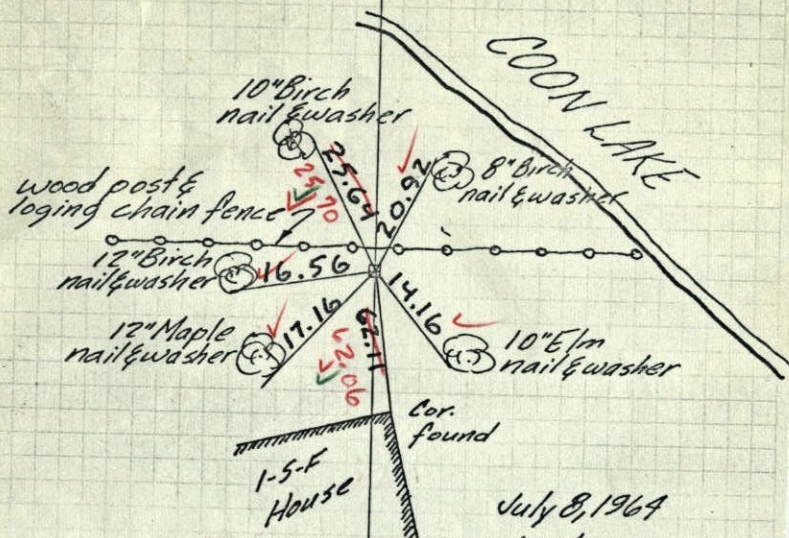 COON LAKE
10" Birch
nail & washer
25.64
25.70
20.92
8" Birch
nail & washer
wood post &
loging chain fence
12" Birch
nail & washer
16.56
14.16
12" Maple
nail & washer
17.16
62.11
62.06
10" Elm
nail & washer
Cor.
found
1-S-F
House
July 8, 1964